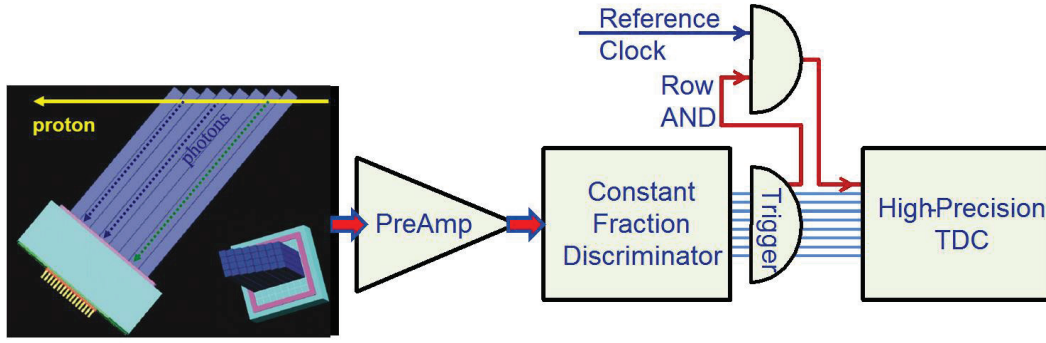 proton
photons
PreAmp
Constant
Fraction
Discriminator
Trigger
Reference
Clock
Row
AND
High-Precision
TDC